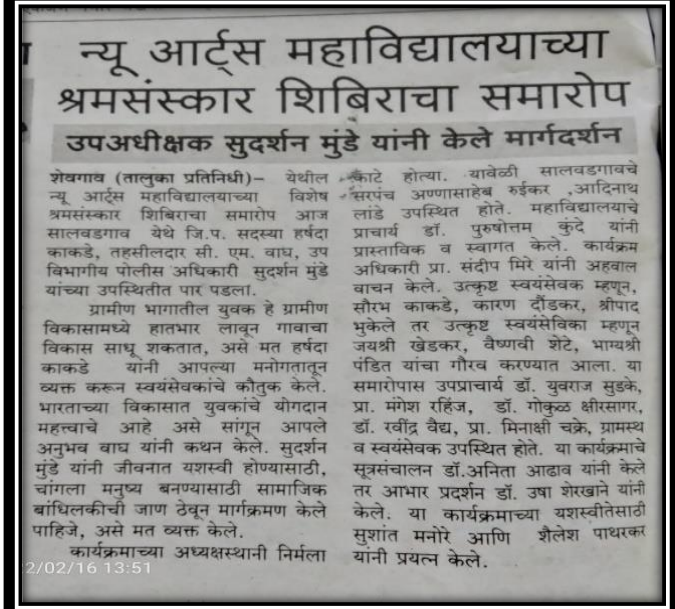 न्यू आर्ट्स महाविद्यालयाच्या
श्रमसंस्कार शिबिराचा समारोप
उपअधीक्षक सुदर्शन मुंडे यांनी केले मार्गदर्शन
शेवगाव (तालुका प्रतिनिधी)– येथील
न्यू आर्ट्स महाविद्यालयाच्या विशेष
श्रमसंस्कार शिबिराचा समारोप आज
सालवडगाव येथे जि.प. सदस्या हर्षदा
काकडे, तहसीलदार सी. एम. वाघ, उप
विभागीय पोलीस अधिकारी सुदर्शन मुंडे
यांच्या उपस्थितीत पार पडला.
ग्रामीण भागातील युवक हे ग्रामीण
विकासामध्ये हातभार लावून गावाचा
विकास साधू शकतात, असे मत हर्षदा
काकडे यांनी आपल्या मनोगतातून
व्यक्त करून स्वयंसेवकांचे कौतुक केले.
भारताच्या विकासात युवकांचे योगदान
महत्त्वाचे आहे असे सांगून आपले
अनुभव वाघ यांनी कथन केले. सुदर्शन
मुंडे यांनी जीवनात यशस्वी होण्यासाठी,
चांगला मनुष्य बनण्यासाठी सामाजिक
बांधिलकीची जाण ठेवून मार्गक्रमण केले
पाहिजे, असे मत व्यक्त केले.
कार्यक्रमाच्या अध्यक्षस्थानी निर्मला
काटे होत्या. यावेळी सालवडगावचे
सरपंच अण्णासाहेब रुईकर ,आदिनाथ
लांडे उपस्थित होते. महाविद्यालयाचे
प्राचार्य डॉ. पुरुषोत्तम कुंदे यांनी
प्रास्ताविक व स्वागत केले. कार्यक्रम
अधिकारी प्रा. संदीप मिरे यांनी अहवाल
वाचन केले. उत्कृष्ट स्वयंसेवक म्हणून,
सौरभ काकडे, कारण दौंडकर, श्रीपाद
भुकेले तर उत्कृष्ट स्वयंसेविका म्हणून
जयश्री खेडकर, वैष्णवी शेटे, भाग्यश्री
पंडित यांचा गौरव करण्यात आला. या
समारोपास उपप्राचार्य डॉ. युवराज सुडके,
प्रा. मंगेश रहिंज, डॉ. गोकुळ क्षीरसागर,
डॉ. रवींद्र वैद्य, प्रा. मिनाक्षी चक्रे, ग्रामस्थ
व स्वयंसेवक उपस्थित होते. या कार्यक्रमाचे
सूत्रसंचालन डॉ.अनिता आढाव यांनी केले
तर आभार प्रदर्शन डॉ. उषा शेरखाने यांनी
केले. या कार्यक्रमाच्या यशस्वीतेसाठी
सुशांत मनोरे आणि शैलेश पाथरकर
यांनी प्रयत्न केले.
2/02/16 13:51